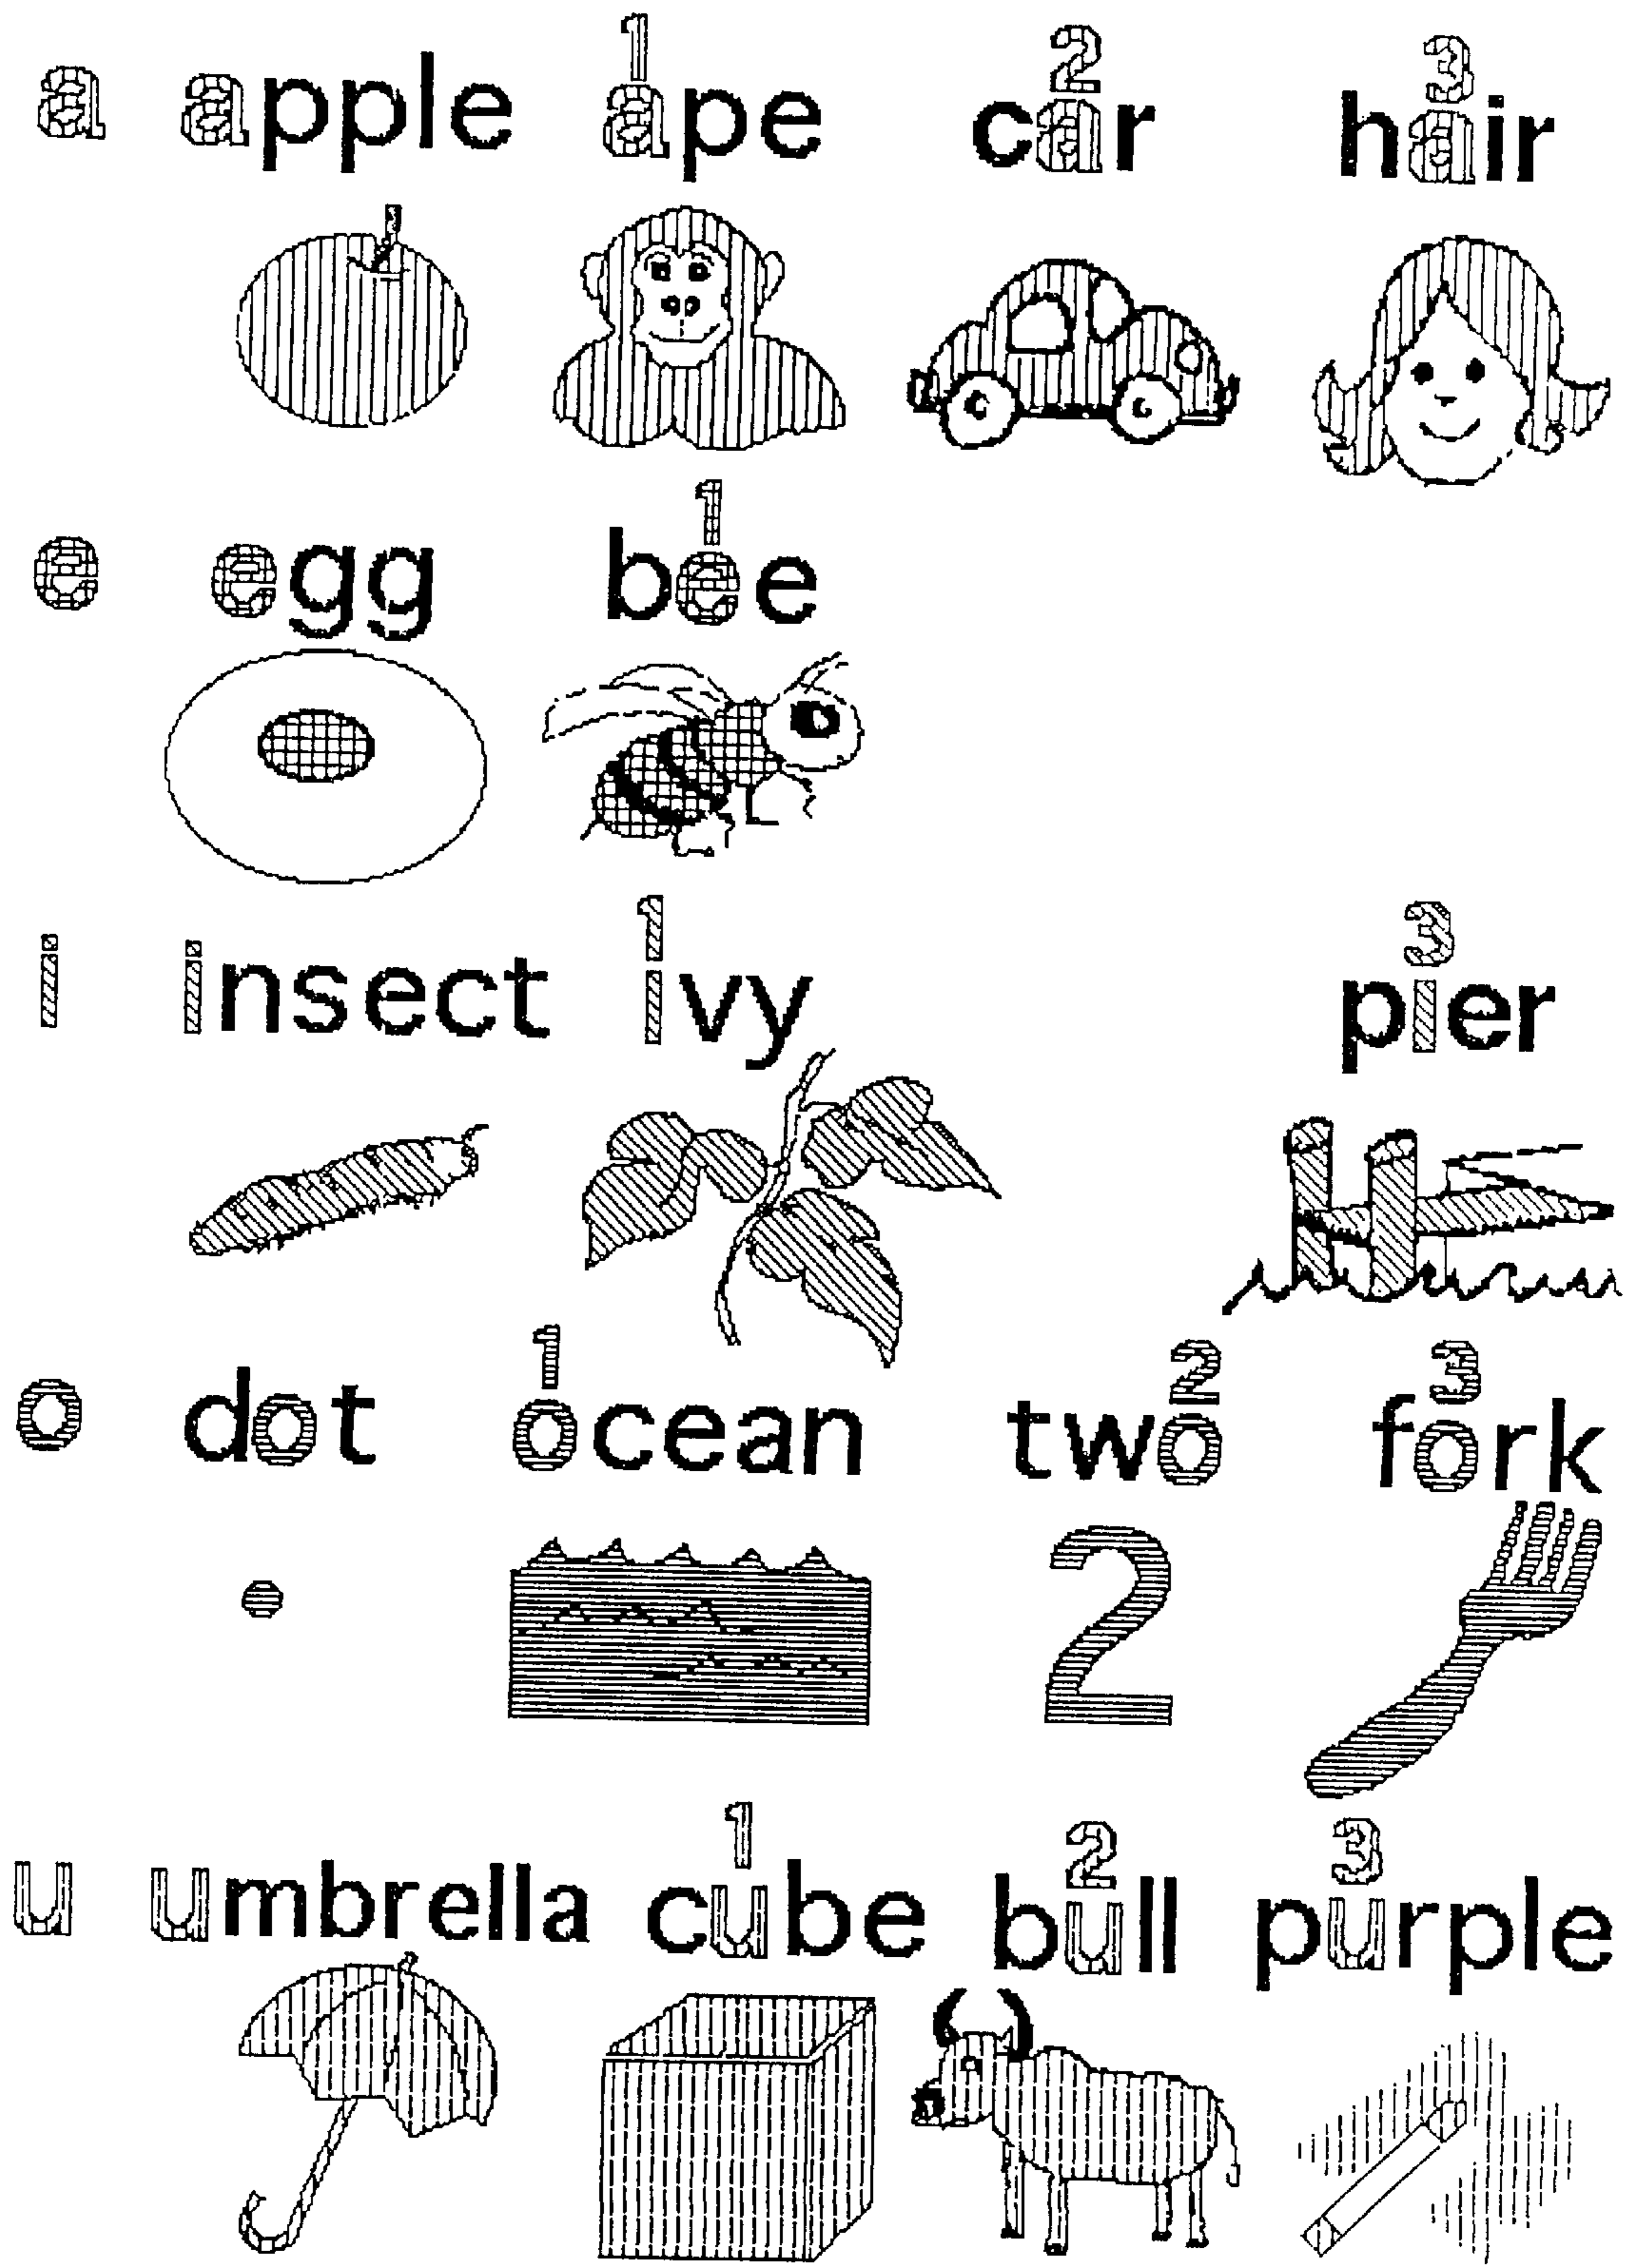 1 2 3
a apple ape car hair
1
e egg bee
1 3
i insect ivy pier
1 2 3
o dot ocean two fork
2
1 2 3
u umbrella cube bull purple